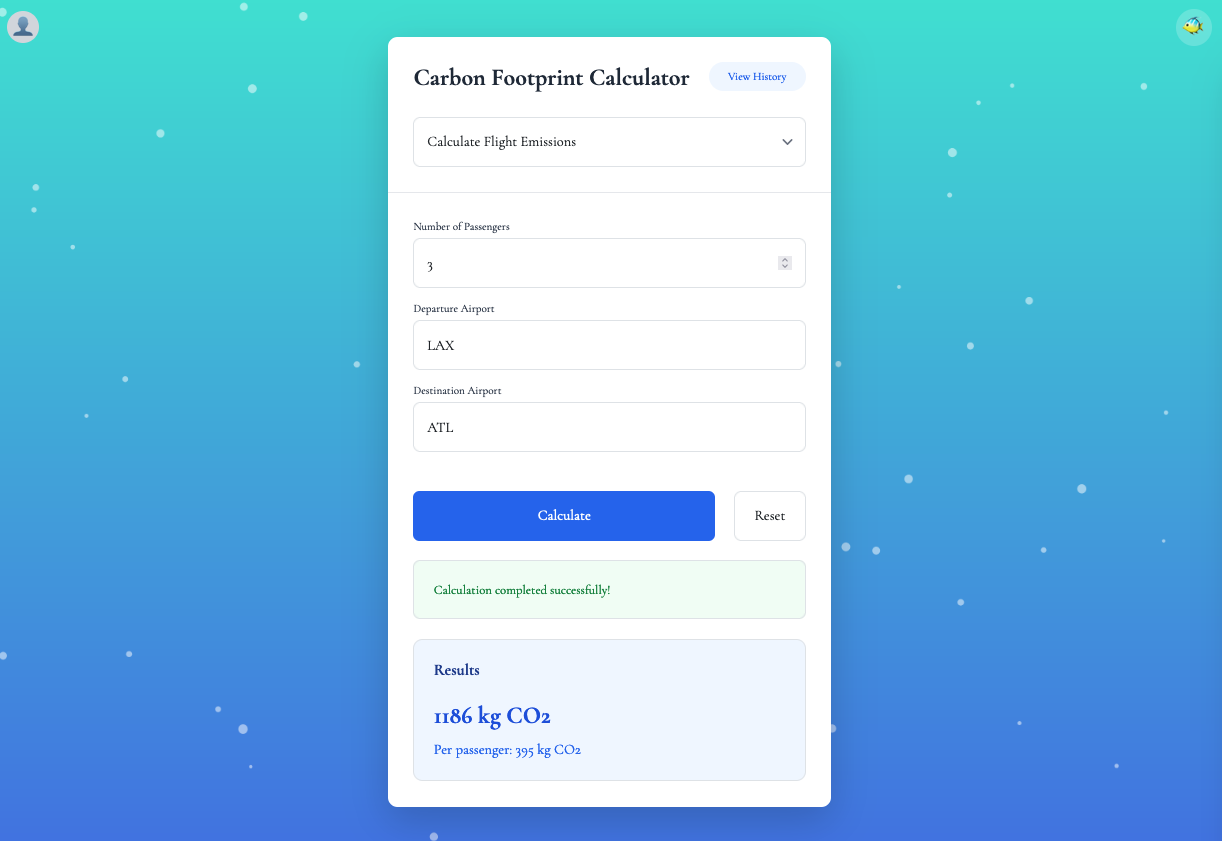 Carbon Footprint Calculator
View History
Calculate Flight Emissions
Number of Passengers
3
Departure Airport
LAX
Destination Airport
ATL
Calculate
Reset
Calculation completed successfully!
Results
1186 kg CO2
Per passenger: 395 kg CO2